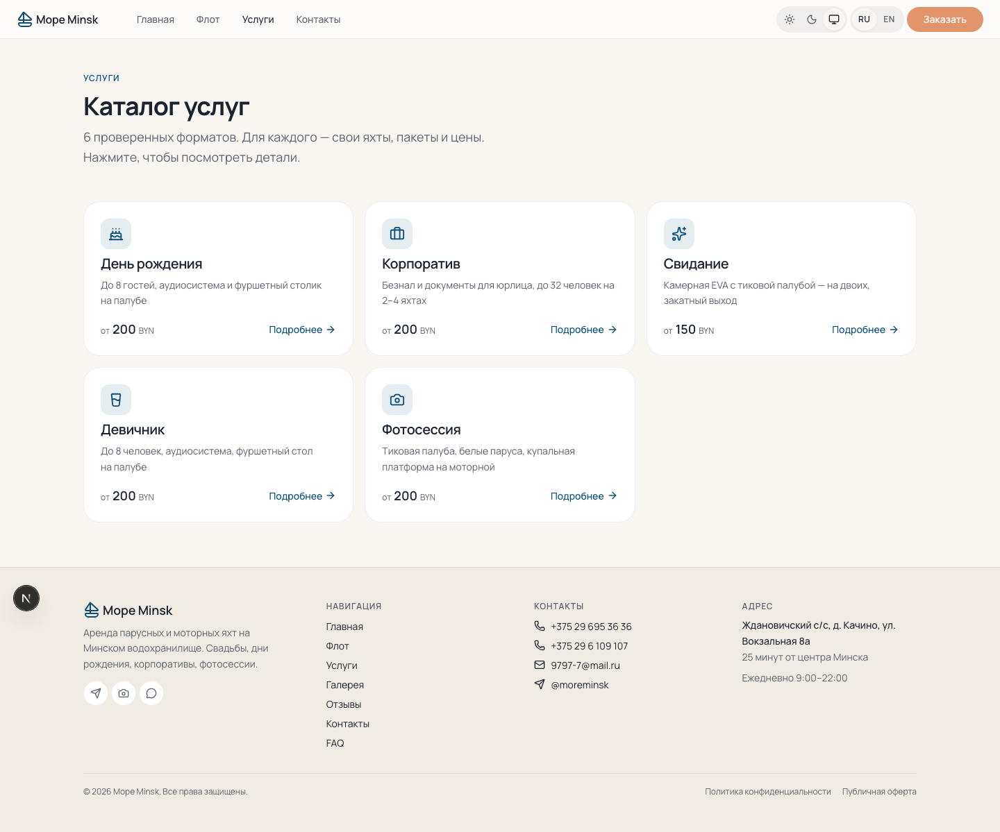 Море Minsk
Главная
Флот
Услуги
Контакты
RU
EN
Заказать
УСЛУГИ
Каталог услуг
6 проверенных форматов. Для каждого — свои яхты, пакеты и цены.
Нажмите, чтобы посмотреть детали.
День рождения
До 8 гостей, аудиосистема и фуршетный столик
на палубе
от 200 BYN
Подробнее
Корпоратив
Безнал и документы для юрлица, до 32 человек на
2–4 яхтах
от 200 BYN
Подробнее
Свидание
Камерная EVA с тиковой палубой — на двоих,
закатный выход
от 150 BYN
Подробнее
Девичник
До 8 человек, аудиосистема, фуршетный стол
на палубе
от 200 BYN
Подробнее
Фотосессия
Тиковая палуба, белые паруса, купальная
платформа на моторной
от 200 BYN
Подробнее
N
Море Minsk
Аренда парусных и моторных яхт на
Минском водохранилище. Свадьбы, дни
рождения, корпоративы, фотосессии.
НАВИГАЦИЯ
Главная
Флот
Услуги
Галерея
Отзывы
Контакты
FAQ
КОНТАКТЫ
+375 29 695 36 36
+375 29 6 109 107
9797-7@mail.ru
@moreminsk
АДРЕС
Ждановичский с/с, д. Качино, ул.
Вокзальная 8а
25 минут от центра Минска
Ежедневно 9:00–22:00
© 2026 Море Minsk. Все права защищены.
Политика конфиденциальности
Публичная оферта